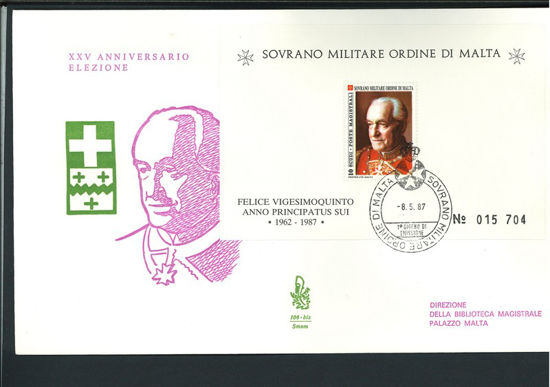 XXV ANNIVERSARIO
ELEZIONE
SOVRANO MILITARE ORDINE DI MALTA
SOVRANO MILITARE ORDINE DI MALTA
10 SCUDI - POSTE MAGISTRALI
FELICE VIGESIMOQUINTO
ANNO PRINCIPATUS SUI
• 1962 - 1987 •
SOVRANO MILITARE ORDINE DI MALTA
-8.5.87
1º GIORNO DI
EMISSIONE
Nº 015 704
106-bis
Smom
DIREZIONE
DELLA BIBLIOTECA MAGISTRALE
PALAZZO MALTA